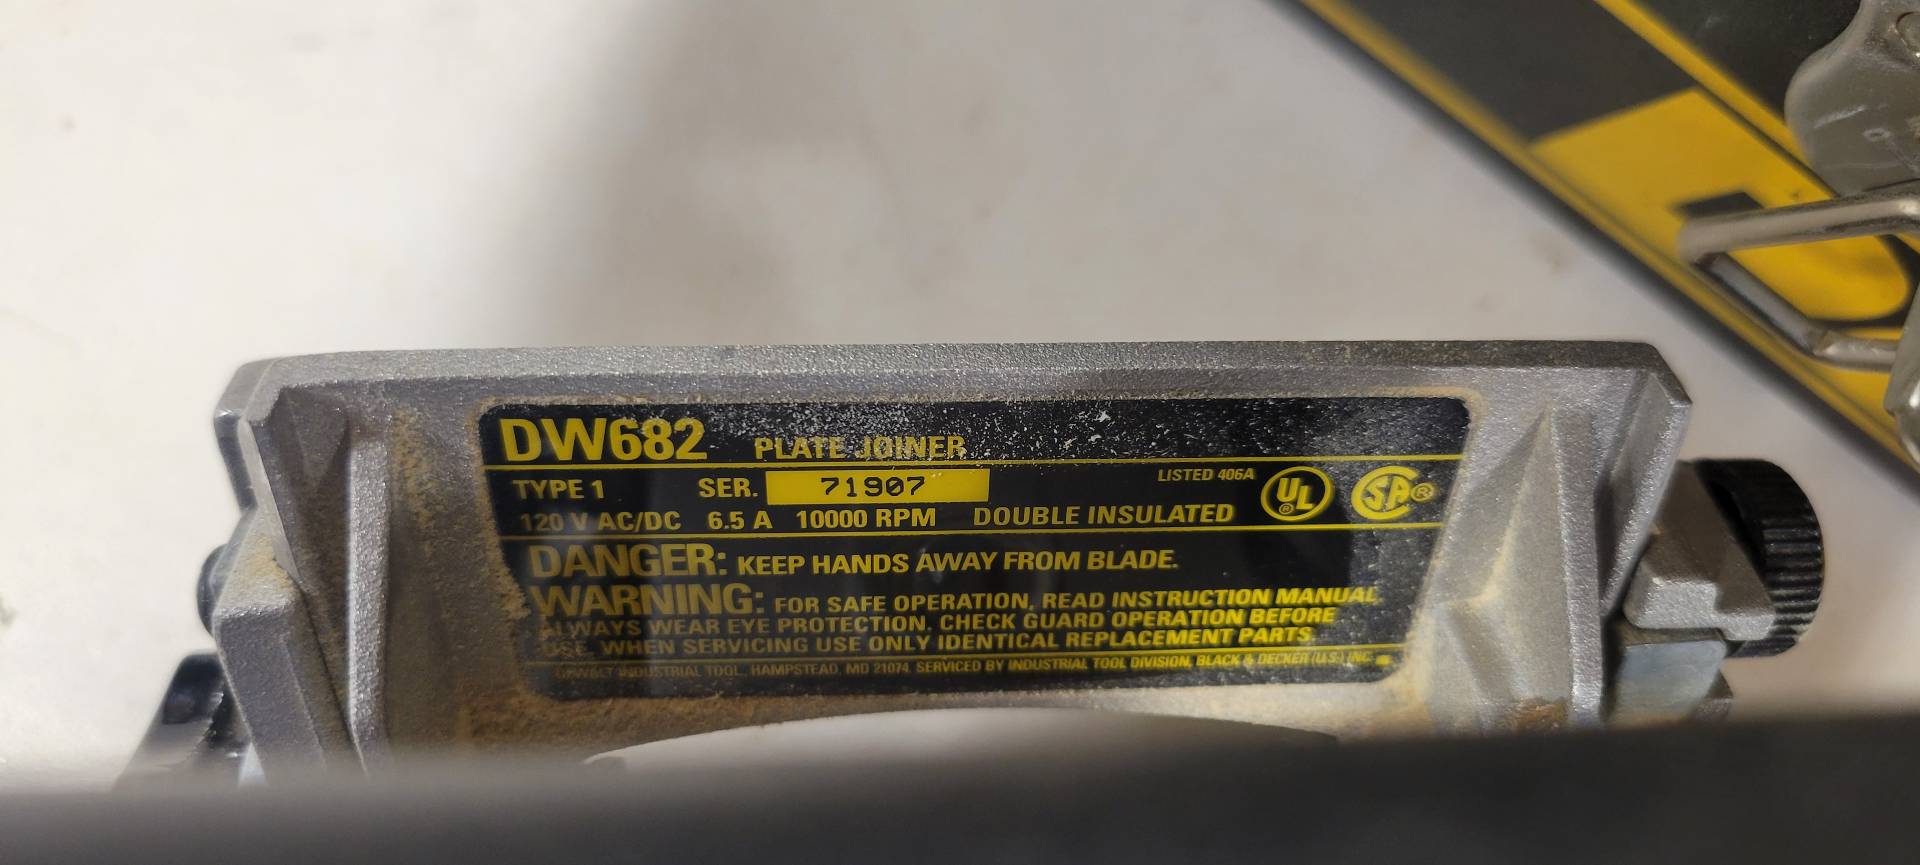 DW682 PLATE JOINER
TYPE 1 SER. 71907 LISTED 406A UL ® SA ®
120 V AC/DC 6.5 A 10000 RPM DOUBLE INSULATED
DANGER: KEEP HANDS AWAY FROM BLADE.
WARNING: FOR SAFE OPERATION, READ INSTRUCTION MANUAL
ALWAYS WEAR EYE PROTECTION. CHECK GUARD OPERATION BEFORE
USE. WHEN SERVICING USE ONLY IDENTICAL REPLACEMENT PARTS.
DEWALT INDUSTRIAL TOOL, HAMPSTEAD, MD 21074, SERVICED BY INDUSTRIAL TOOL DIVISION, BLACK & DECKER (U.S.) INC.